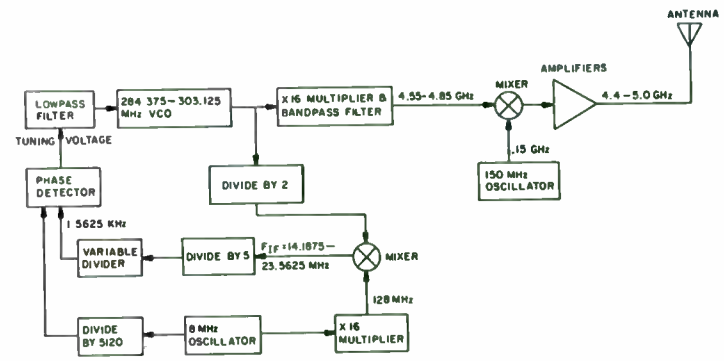 ANTENNA
AMPLIFIERS
MIXER
LOWPASS
FILTER
284 375-303.125
MHz VCO
X 16 MULTIPLIER &
BANDPASS FILTER
4.55-4.85 GHz
4.4-5.0 GHz
TUNING VOLTAGE
.15 GHz
PHASE
DETECTOR
DIVIDE BY 2
150 MHz
OSCILLATOR
1 5625 KHz
VARIABLE
DIVIDER
DIVIDE BY 5
FIF=14.1875-
23.5625 MHz
MIXER
128 MHz
DIVIDE
BY 5120
8 MHz
OSCILLATOR
X 16
MULTIPLIER